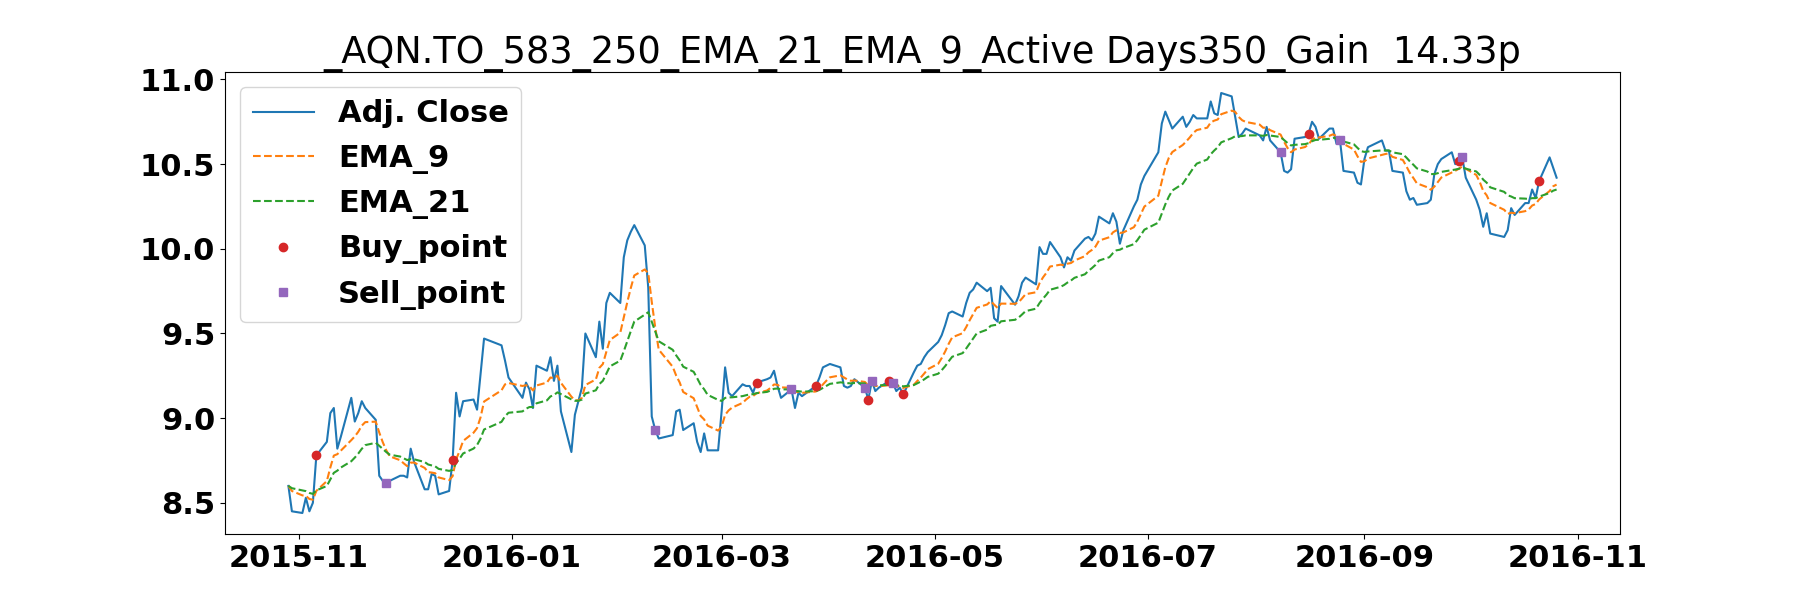 _AQN.TO_583_250_EMA_21_EMA_9_Active Days350_Gain  14.33p
11.0
10.5
10.0
9.5
9.0
8.5
Adj. Close
EMA_9
EMA_21
Buy_point
Sell_point
2015-11 2016-01 2016-03 2016-05 2016-07 2016-09 2016-11